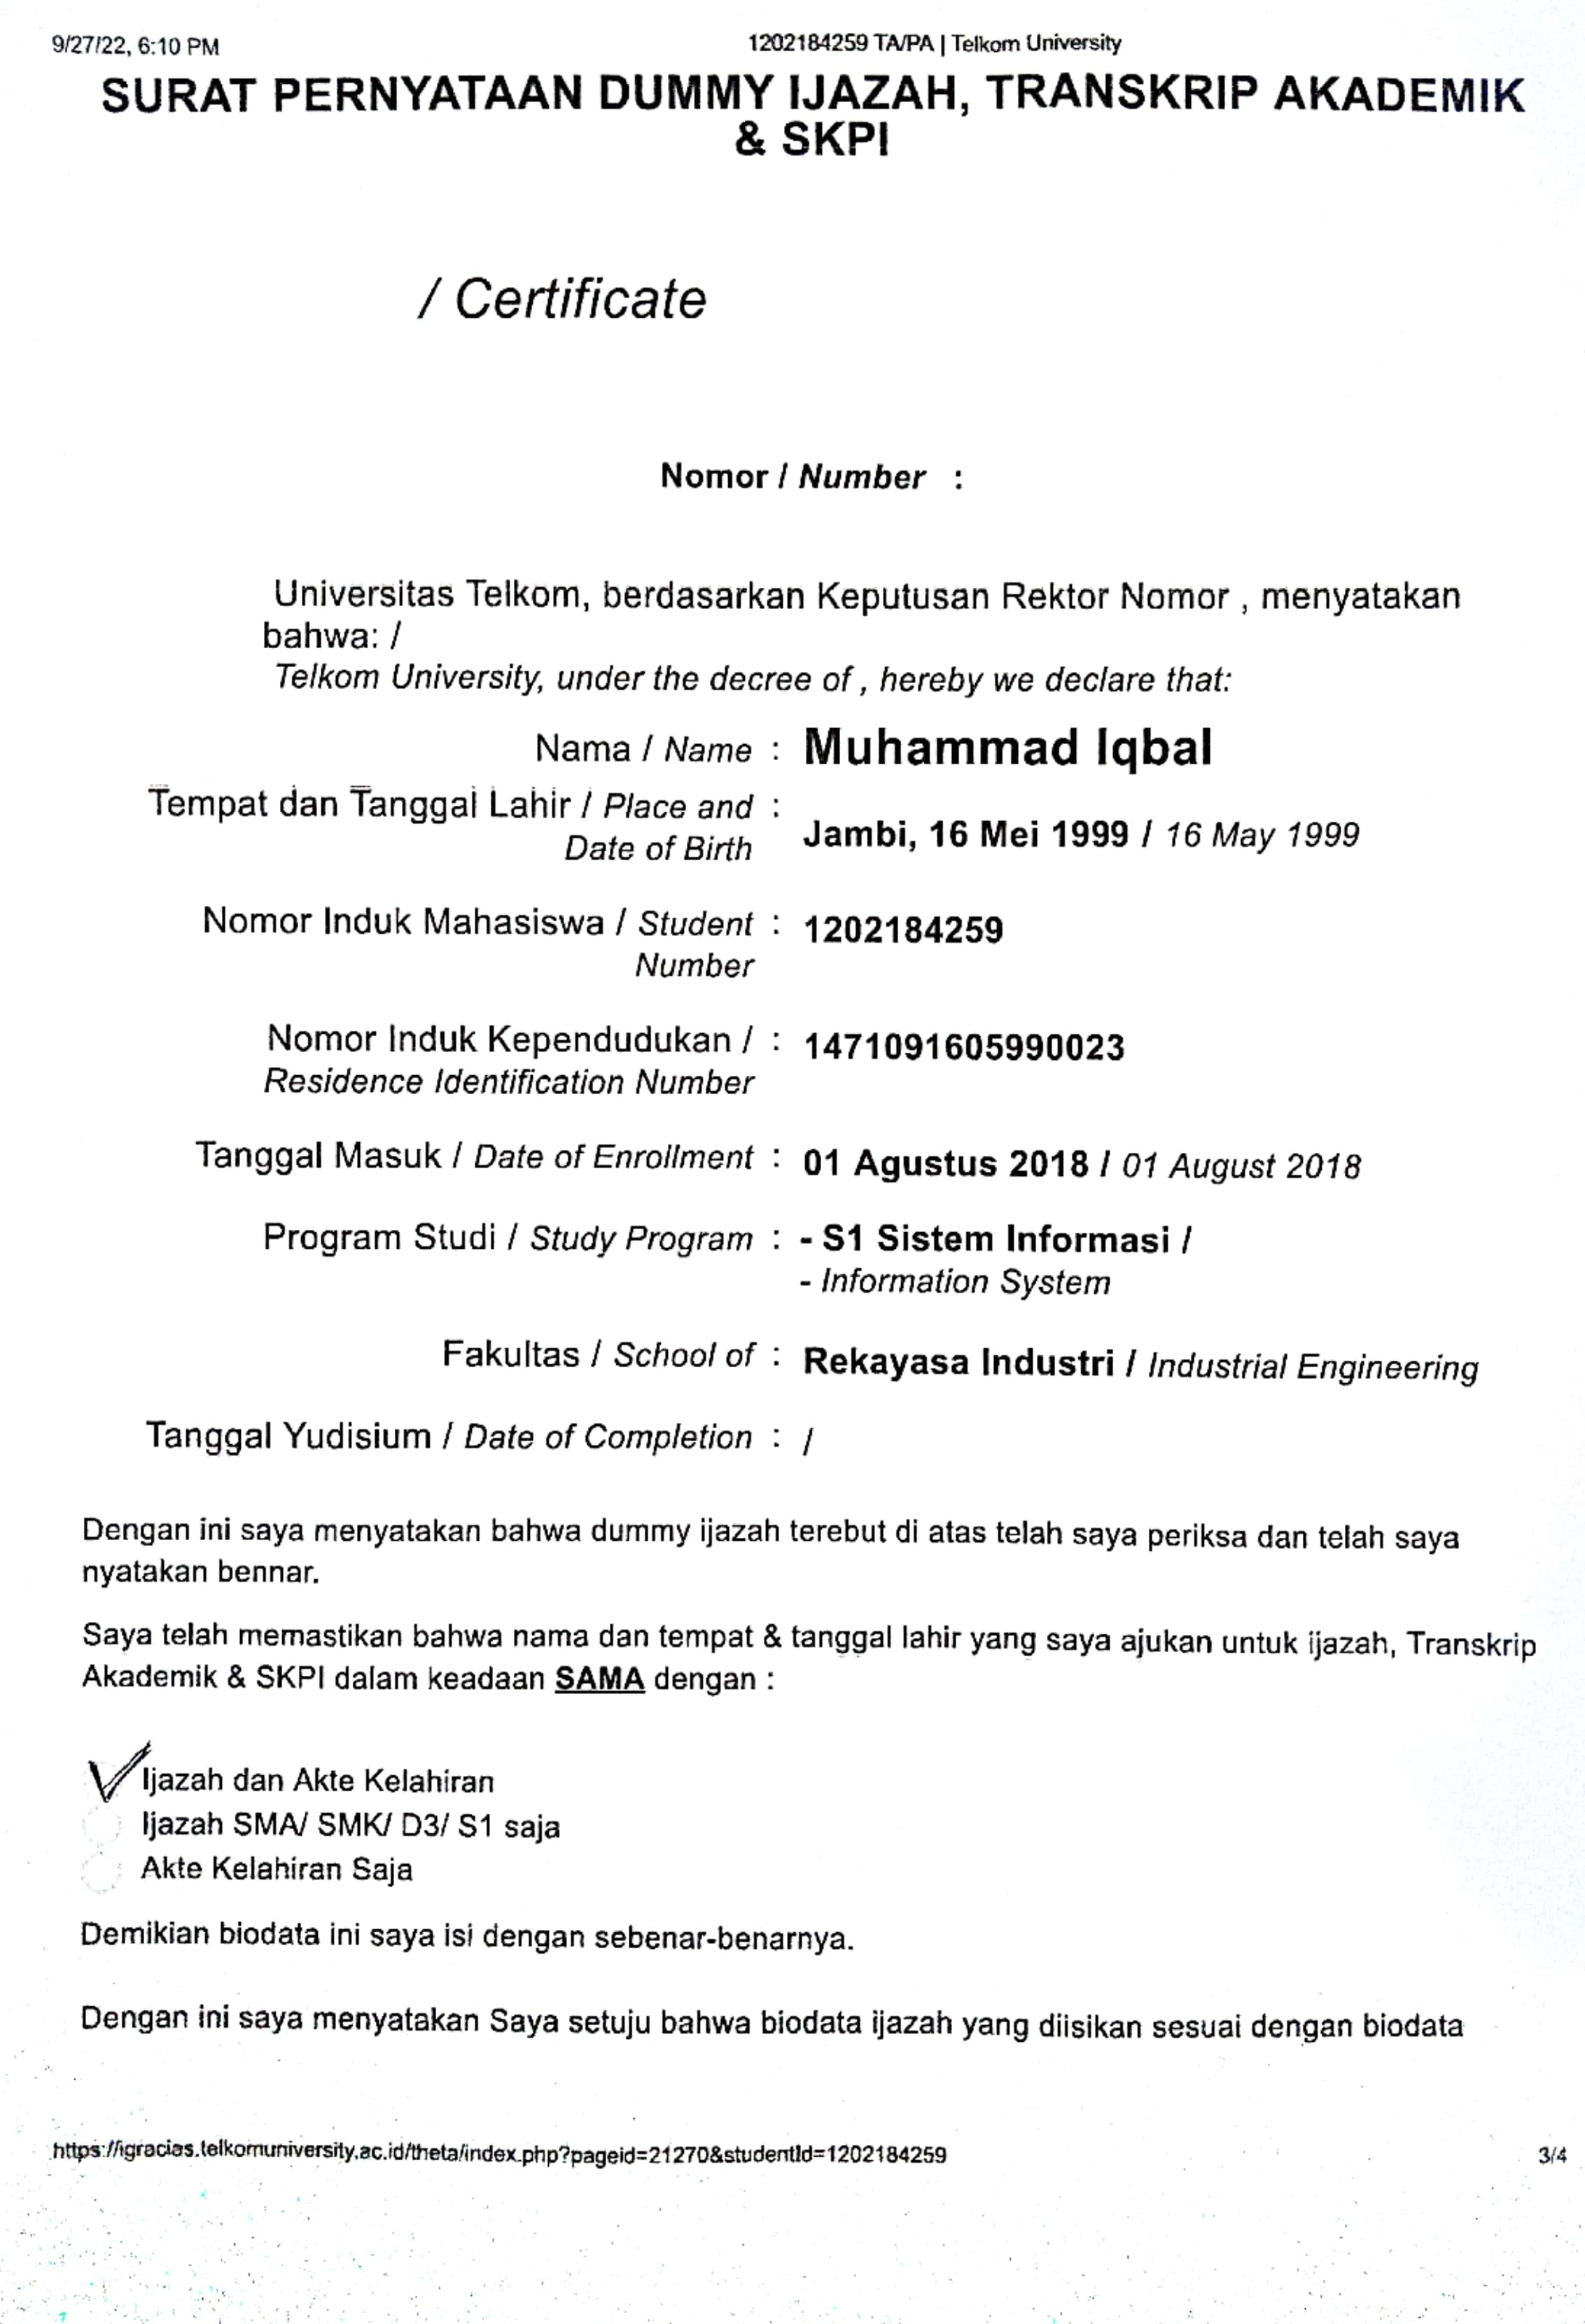 9/27/22, 6:10 PM
1202184259 TA/PA | Telkom University
SURAT PERNYATAAN DUMMY IJAZAH, TRANSKRIP AKADEMIK
& SKPI
/ Certificate
Nomor / Number :
Universitas Telkom, berdasarkan Keputusan Rektor Nomor , menyatakan
bahwa: /
Telkom University, under the decree of , hereby we declare that:
Nama / Name : Muhammad Iqbal
Tempat dan Tanggal Lahir / Place and :
Date of Birth
Jambi, 16 Mei 1999 / 16 May 1999
Nomor Induk Mahasiswa / Student : 1202184259
Number
Nomor Induk Kependudukan / : 1471091605990023
Residence Identification Number
Tanggal Masuk / Date of Enrollment : 01 Agustus 2018 / 01 August 2018
Program Studi / Study Program : - S1 Sistem Informasi /
- Information System
Fakultas / School of : Rekayasa Industri / Industrial Engineering
Tanggal Yudisium / Date of Completion : /
Dengan ini saya menyatakan bahwa dummy ijazah terebut di atas telah saya periksa dan telah saya
nyatakan bennar.
Saya telah memastikan bahwa nama dan tempat & tanggal lahir yang saya ajukan untuk ijazah, Transkrip
Akademik & SKPI dalam keadaan SAMA dengan :
Ijazah dan Akte Kelahiran
Ijazah SMA/ SMK/ D3/ S1 saja
Akte Kelahiran Saja
Demikian biodata ini saya isi dengan sebenar-benarnya.
Dengan ini saya menyatakan Saya setuju bahwa biodata ijazah yang diisikan sesuai dengan biodata
https://igracias.telkomuniversity.ac.id/theta/index.php?pageid=21270&studentId=1202184259
3/4